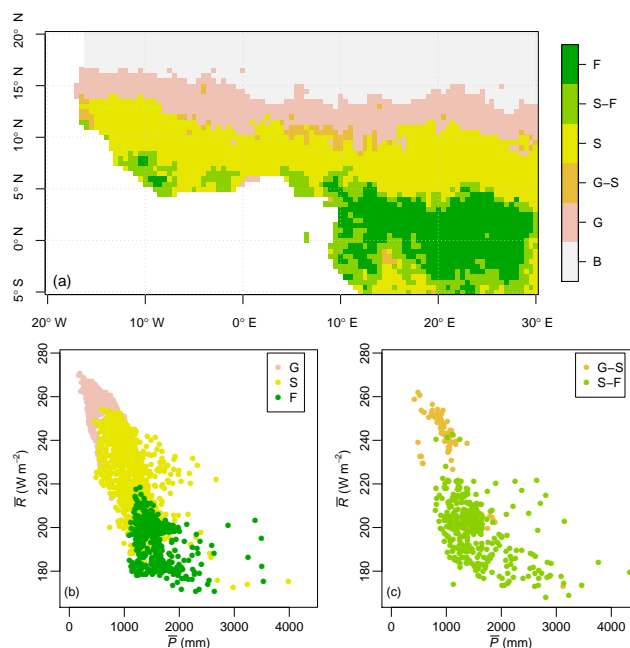 20° N
15° N
10° N
5° N
0° N
5° S
(a)
20° W
10° W
0° E
10° E
20° E
30° E
F
S−F
S
G−S
G
B
280
260
240
220
200
180
R̅ (W m⁻²)
G
S
F
(b)
0
1000
2000
3000
4000
P̅ (mm)
280
260
240
220
200
180
R̅ (W m⁻²)
G−S
S−F
(c)
0
1000
2000
3000
4000
P̅ (mm)